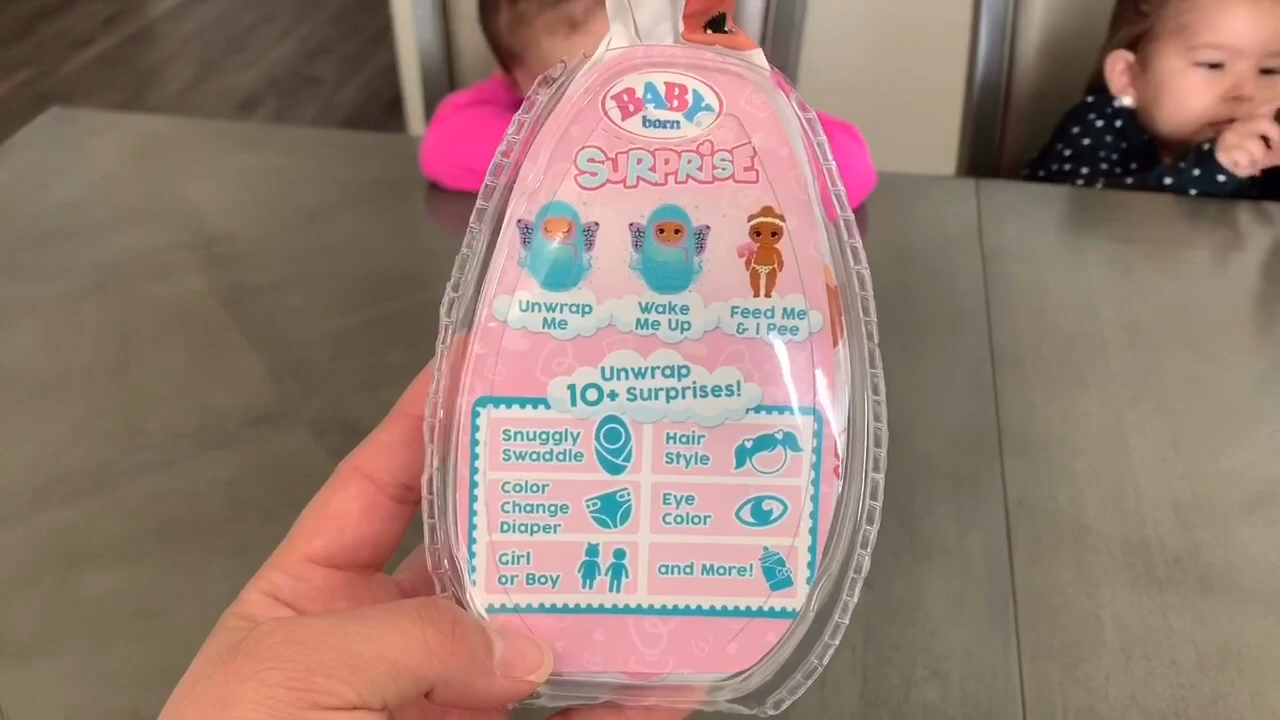 BABY
born
SURPRISE
Unwrap
Me
Wake
Me Up
Feed Me
& I Pee
Unwrap
10+ Surprises!
Snuggly
Swaddle
Hair
Style
Color
Change
Diaper
Eye
Color
Girl
or Boy
and More!